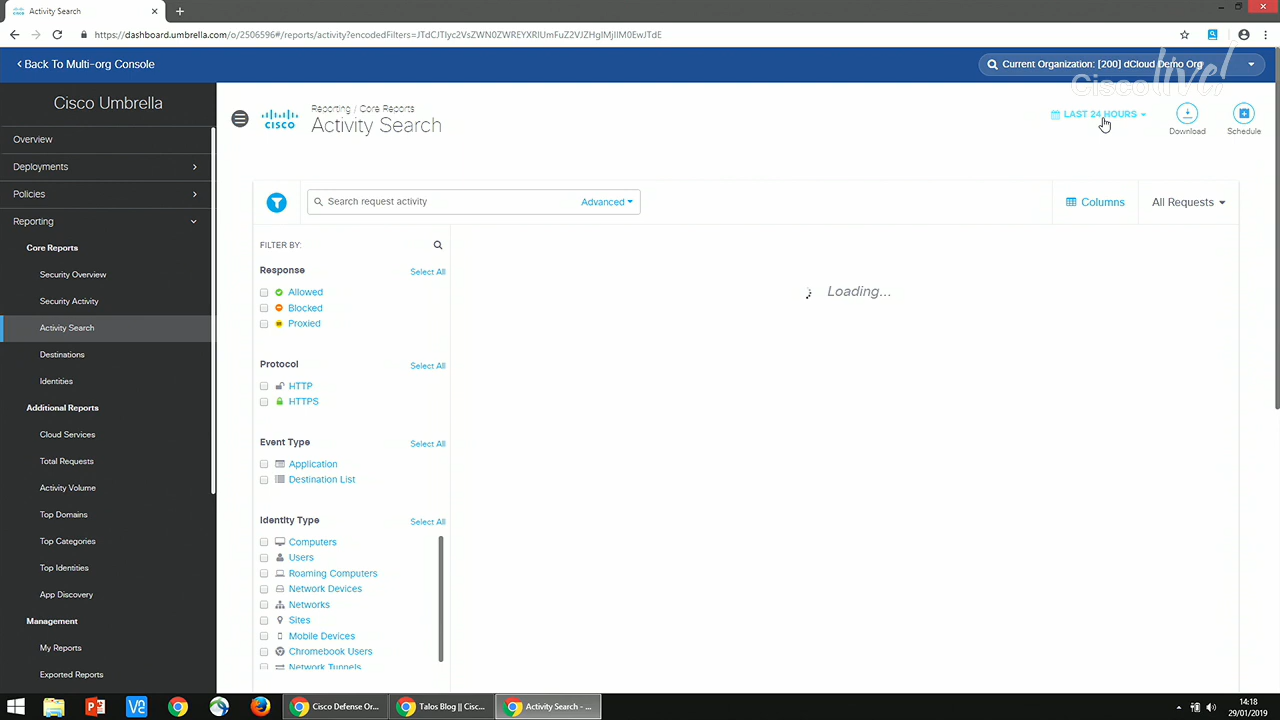 Activity Search
https://dashboard.umbrella.com/o/2506596#/reports/activity?encodedFilters=JTdCJTIyc2VsZWN0ZWREYXRlUmFuZ2VJZHglMjIlM0EwJTdE
Back To Multi-org Console
Current Organization: [200] dCloud Demo Org
Cisco live!
Cisco Umbrella
Overview
Deployments
Policies
Reporting
Core Reports
Security Overview
Security Activity
Activity Search
Destinations
Identities
Additional Reports
Cloud Services
Total Requests
Activity Volume
Top Domains
Top Categories
Top Identities
App Discovery
Management
My Reports
Exported Reports
CISCO
Reporting / Core Reports
Activity Search
LAST 24 HOURS
Download
Schedule
Search request activity
Advanced
Columns
All Requests
FILTER BY:
Response Select All
Allowed
Blocked
Proxied
Protocol Select All
HTTP
HTTPS
Event Type Select All
Application
Destination List
Identity Type Select All
Computers
Users
Roaming Computers
Network Devices
Networks
Sites
Mobile Devices
Chromebook Users
Network Tunnels
Loading...
Cisco Defense Or...
Talos Blog || Cisc...
Activity Search - ...
14:18
29/01/2019